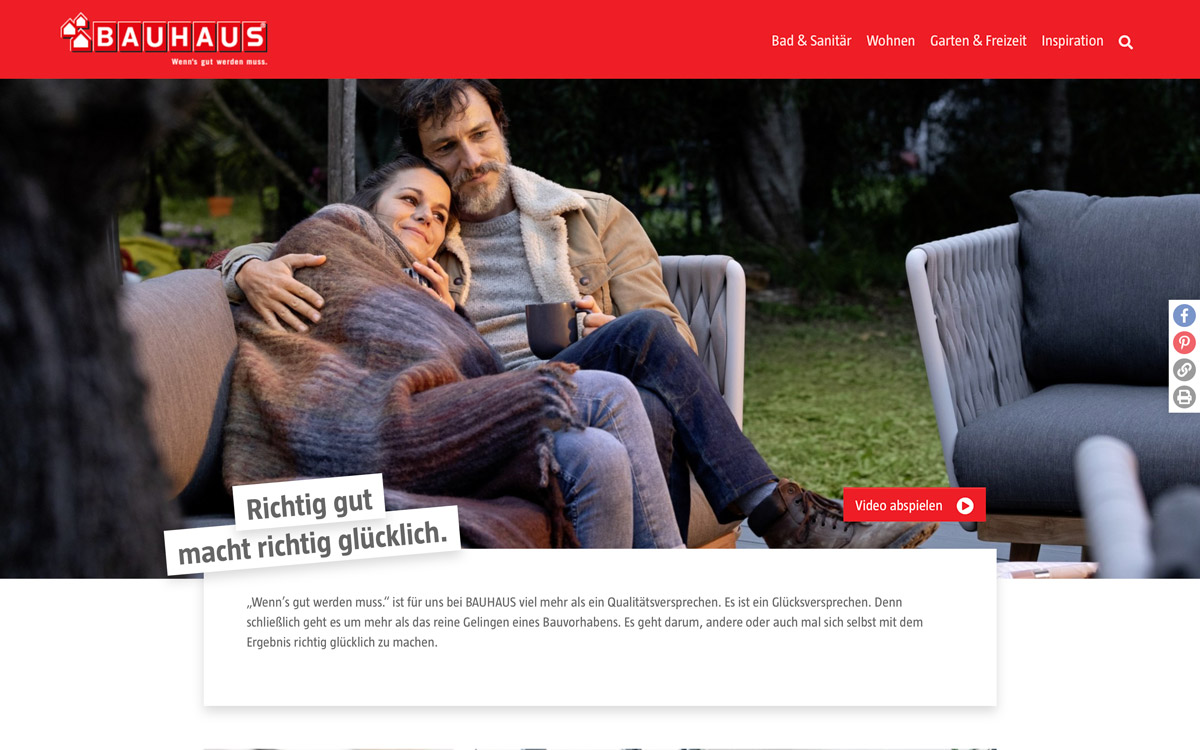 BAUHAUS
Wenn's gut werden muss.
Bad & Sanitär
Wohnen
Garten & Freizeit
Inspiration
Richtig gut
macht richtig glücklich.
Video abspielen
„Wenn’s gut werden muss.“ ist für uns bei BAUHAUS viel mehr als ein Qualitätsversprechen. Es ist ein Glücksversprechen. Denn
schließlich geht es um mehr als das reine Gelingen eines Bauvorhabens. Es geht darum, andere oder auch mal sich selbst mit dem
Ergebnis richtig glücklich zu machen.